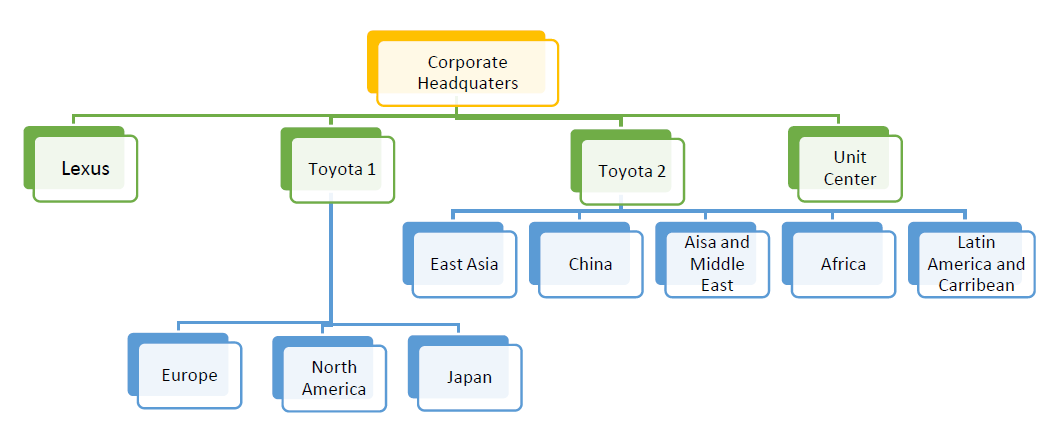 Corporate
Headquaters
Lexus
Toyota 1
Toyota 2
Unit
Center
East Asia
China
Aisa and
Middle
East
Africa
Latin
America and
Carribean
Europe
North
America
Japan